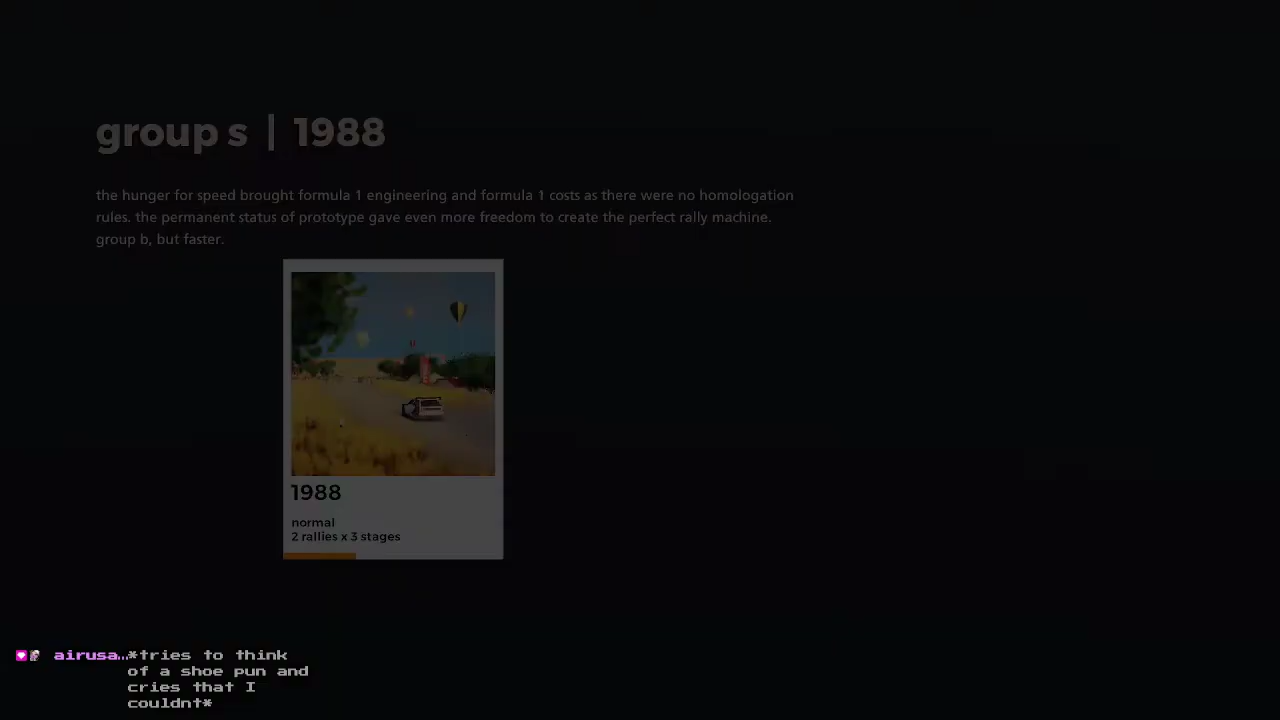 group s | 1988
the hunger for speed brought formula 1 engineering and formula 1 costs as there were no homologation
rules. the permanent status of prototype gave even more freedom to create the perfect rally machine.
group b, but faster.
1988
normal
2 rallies x 3 stages
airusa…*tries to think
of a shoe pun and
cries that I
couldnt*